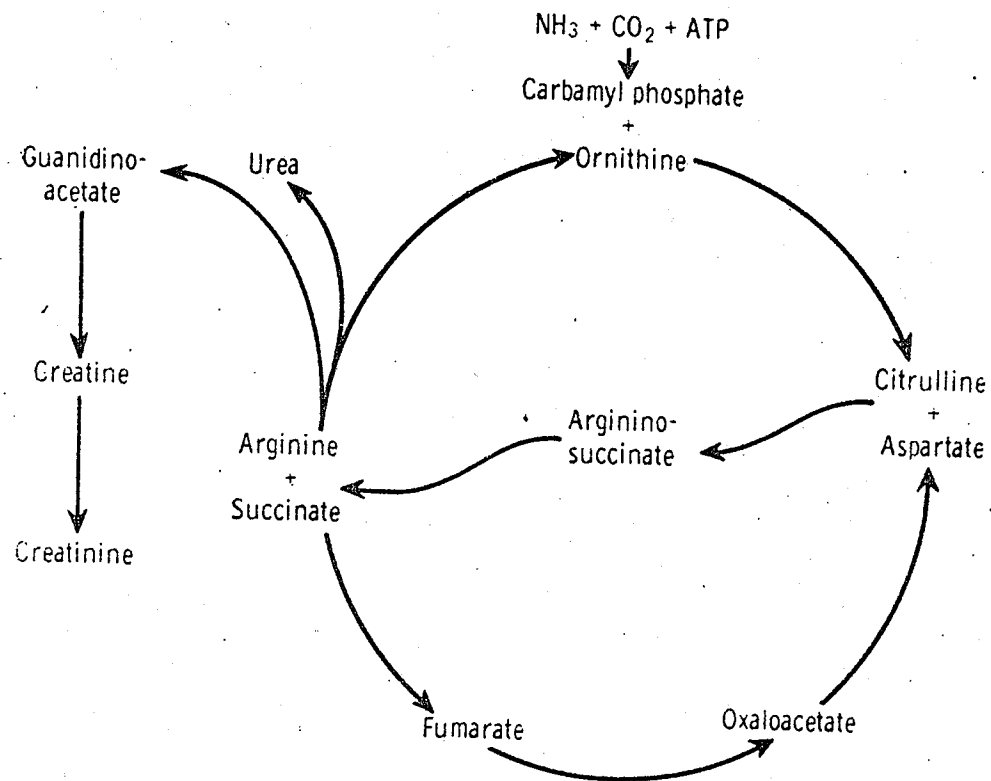 NH3 + CO2 + ATP
Carbamyl phosphate
+
Ornithine
Guanidino-
acetate
Urea
Creatine
Citrulline
+
Aspartate
Arginino-
succinate
Arginine
+
Succinate
Creatinine
Fumarate
Oxaloacetate